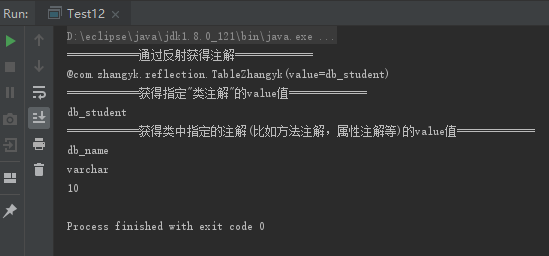 Run: Test12 ×
D:\eclipse\java\jdk1.8.0_121\bin\java.exe ...
===========通过反射获得注解============
@com.zhangyk.reflection.TableZhangyk(value=db_student)
===========获得指定"类注解"的value值============
db_student
===========获得类中指定的注解(比如方法注解，属性注解等)的value值============
db_name
varchar
10
Process finished with exit code 0